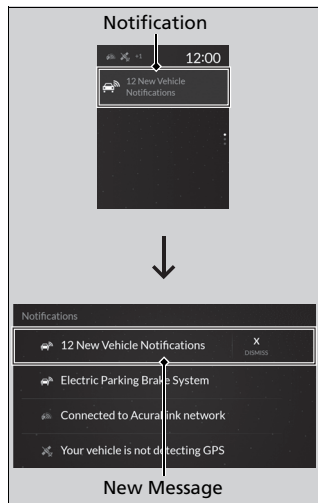 Notification
+1 12:00
12 New Vehicle
Notifications
Notifications
12 New Vehicle Notifications X
DISMISS
Electric Parking Brake System
Connected to AcuraLink network
Your vehicle is not detecting GPS
New Message